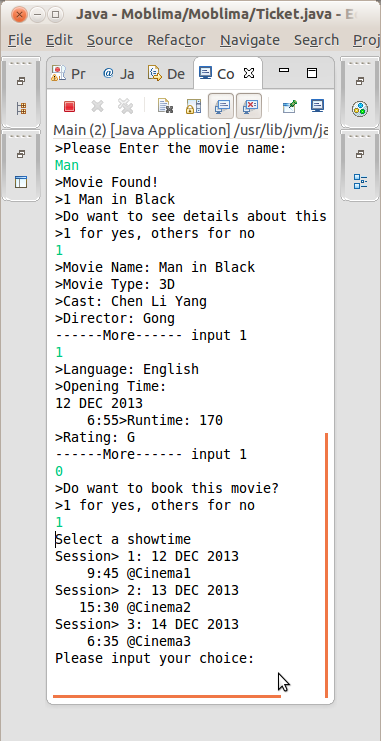 Java - Moblima/Moblima/Ticket.java - E
File Edit Source Refactor Navigate Search Proj
Pr Ja De Co
Main (2) [Java Application] /usr/lib/jvm/ja
>Please Enter the movie name:
Man
>Movie Found!
>1 Man in Black
>Do want to see details about this
>1 for yes, others for no
1
>Movie Name: Man in Black
>Movie Type: 3D
>Cast: Chen Li Yang
>Director: Gong
------More------ input 1
1
>Language: English
>Opening Time:
12 DEC 2013
6:55>Runtime: 170
>Rating: G
------More------ input 1
0
>Do want to book this movie?
>1 for yes, others for no
1
Select a showtime
Session> 1: 12 DEC 2013
9:45 @Cinema1
Session> 2: 13 DEC 2013
15:30 @Cinema2
Session> 3: 14 DEC 2013
6:35 @Cinema3
Please input your choice: